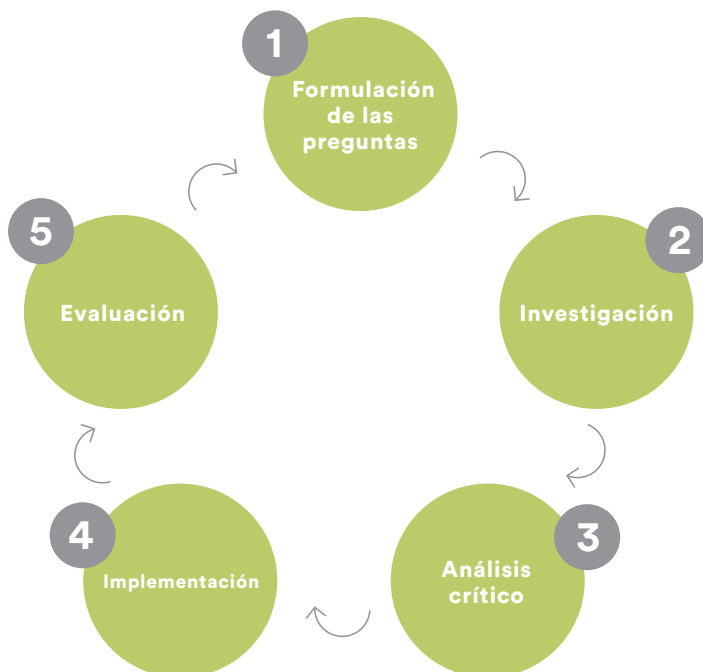 1
Formulación
de las
preguntas
2
Investigación
3
Análisis
crítico
4
Implementación
5
Evaluación